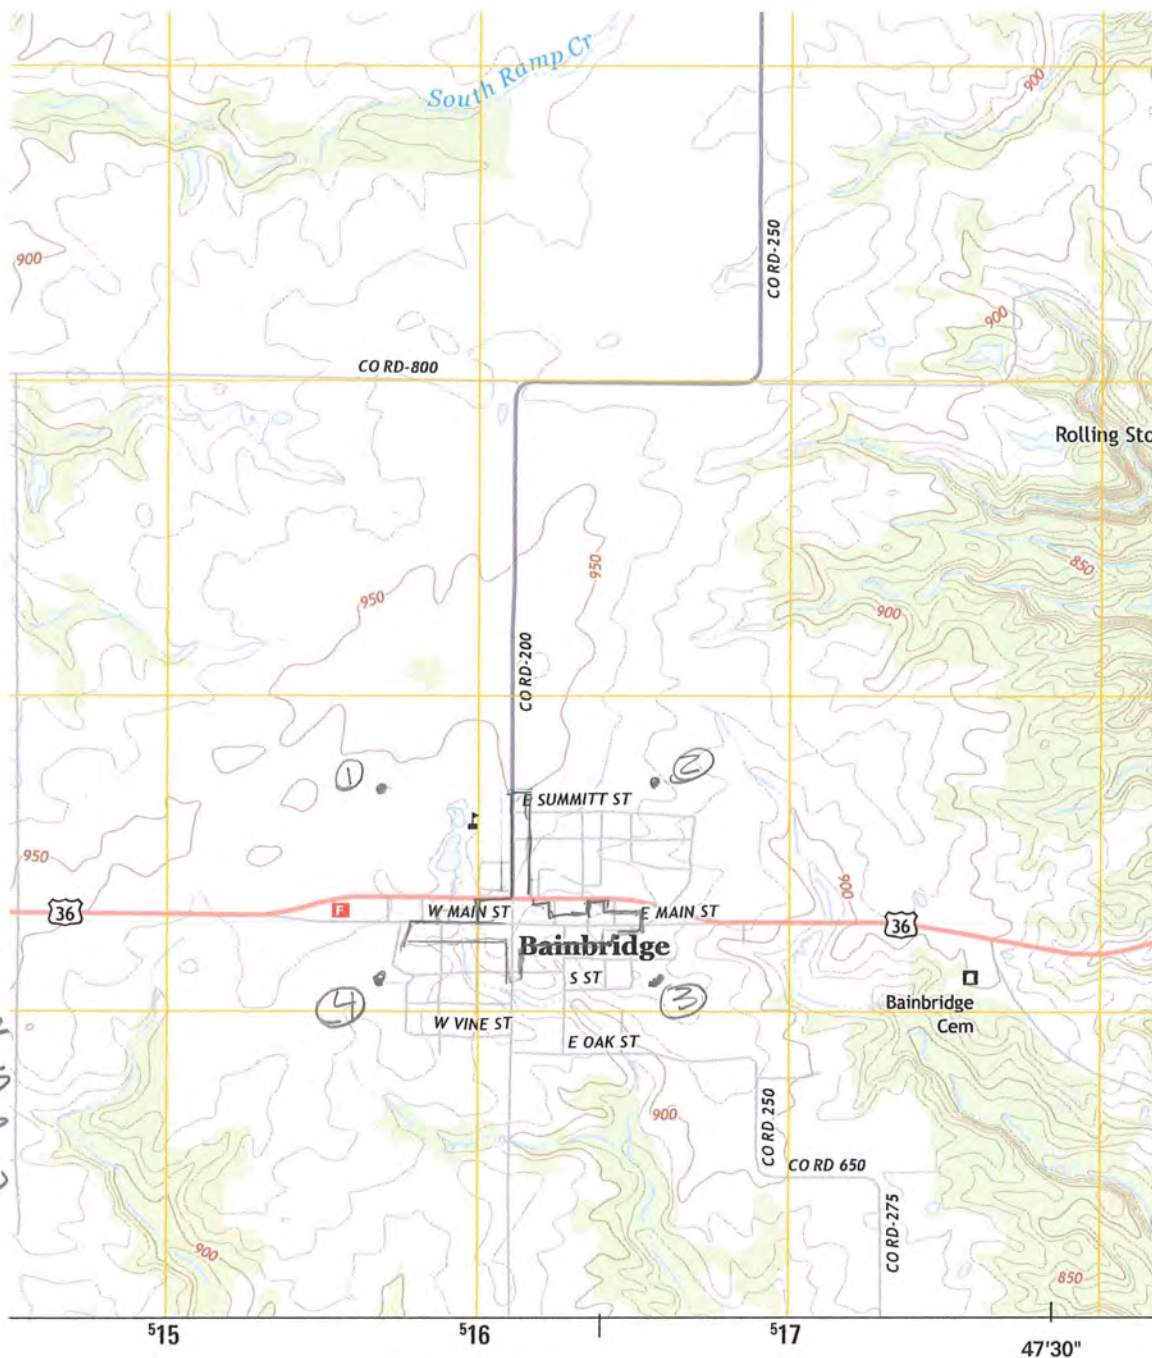 South Ramp Cr
900
CO RD-250
900
900
CO RD-800
Rolling Sto
950
950
850
900
CO RD-200
1
2
E SUMMITT ST
950
900
36
F
W MAIN ST
E MAIN ST
36
Bainbridge
S ST
4
3
Bainbridge
Cem
W VINE ST
E OAK ST
900
CO RD 250
CO RD 650
900
CO RD-275
850
515
516
517
47'30"